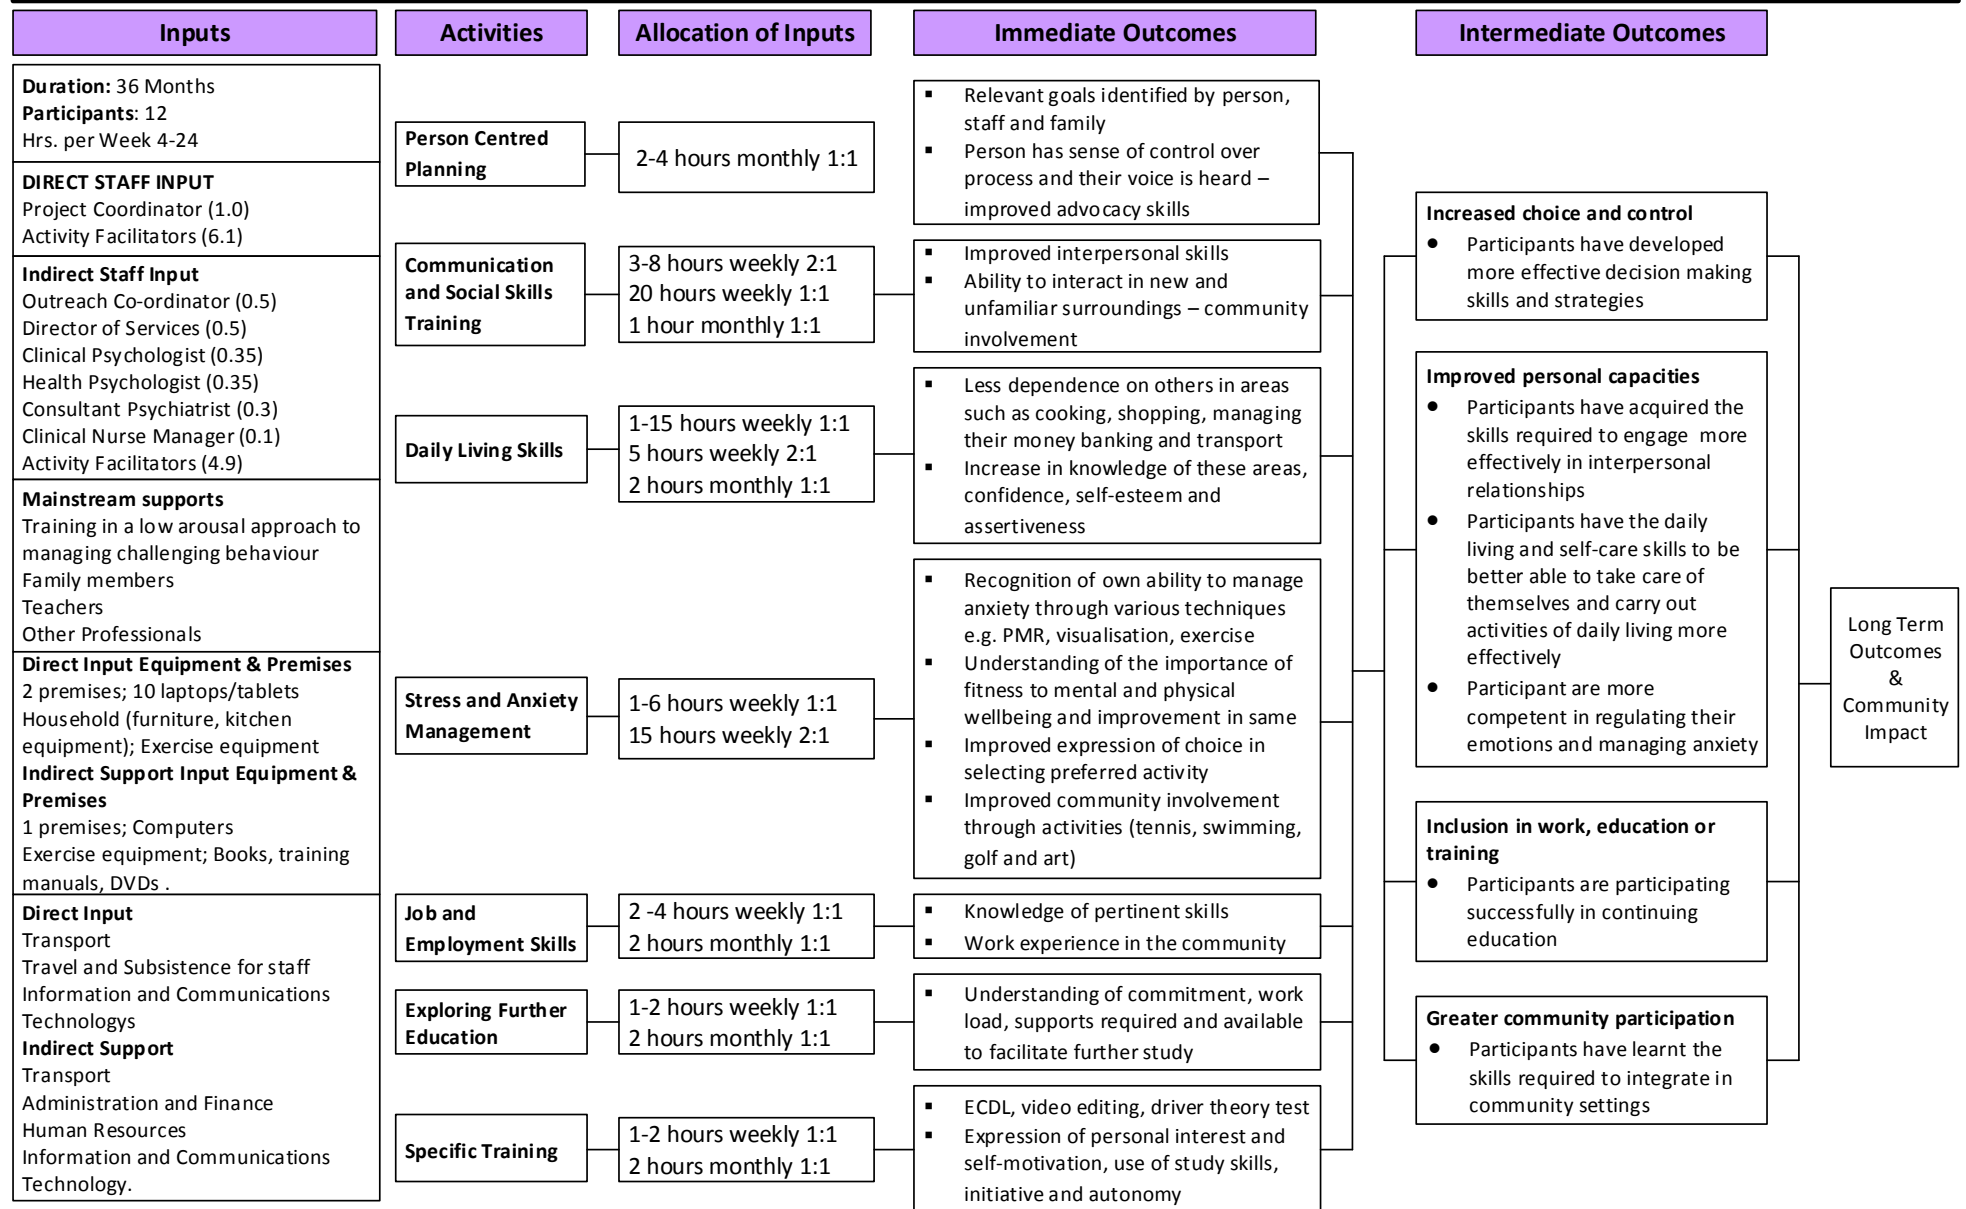 Inputs
Activities
Allocation of Inputs
Immediate Outcomes
Intermediate Outcomes
Duration: 36 Months
Participants: 12
Hrs. per Week 4-24
DIRECT STAFF INPUT
Project Coordinator (1.0)
Activity Facilitators (6.1)
Indirect Staff Input
Outreach Co-ordinator (0.5)
Director of Services (0.5)
Clinical Psychologist (0.35)
Health Psychologist (0.35)
Consultant Psychiatrist (0.3)
Clinical Nurse Manager (0.1)
Activity Facilitators (4.9)
Mainstream supports
Training in a low arousal approach to
managing challenging behaviour
Family members
Teachers
Other Professionals
Direct Input Equipment & Premises
2 premises; 10 laptops/tablets
Household (furniture, kitchen
equipment); Exercise equipment
Indirect Support Input Equipment &
Premises
1 premises; Computers
Exercise equipment; Books, training
manuals, DVDs .
Direct Input
Transport
Travel and Subsistence for staff
Information and Communications
Technologys
Indirect Support
Transport
Administration and Finance
Human Resources
Information and Communications
Technology.
Person Centred
Planning
2-4 hours monthly 1:1
▪ Relevant goals identified by person,
staff and family
▪ Person has sense of control over
process and their voice is heard –
improved advocacy skills
Communication
and Social Skills
Training
3-8 hours weekly 2:1
20 hours weekly 1:1
1 hour monthly 1:1
▪ Improved interpersonal skills
▪ Ability to interact in new and
unfamiliar surroundings – community
involvement
Daily Living Skills
1-15 hours weekly 1:1
5 hours weekly 2:1
2 hours monthly 1:1
▪ Less dependence on others in areas
such as cooking, shopping, managing
their money banking and transport
▪ Increase in knowledge of these areas,
confidence, self-esteem and
assertiveness
Stress and Anxiety
Management
1-6 hours weekly 1:1
15 hours weekly 2:1
▪ Recognition of own ability to manage
anxiety through various techniques
e.g. PMR, visualisation, exercise
▪ Understanding of the importance of
fitness to mental and physical
wellbeing and improvement in same
▪ Improved expression of choice in
selecting preferred activity
▪ Improved community involvement
through activities (tennis, swimming,
golf and art)
Job and
Employment Skills
2 -4 hours weekly 1:1
2 hours monthly 1:1
▪ Knowledge of pertinent skills
▪ Work experience in the community
Exploring Further
Education
1-2 hours weekly 1:1
2 hours monthly 1:1
▪ Understanding of commitment, work
load, supports required and available
to facilitate further study
Specific Training
1-2 hours weekly 1:1
2 hours monthly 1:1
▪ ECDL, video editing, driver theory test
▪ Expression of personal interest and
self-motivation, use of study skills,
initiative and autonomy
Increased choice and control
● Participants have developed
more effective decision making
skills and strategies
Improved personal capacities
● Participants have acquired the
skills required to engage more
effectively in interpersonal
relationships
● Participants have the daily
living and self-care skills to be
better able to take care of
themselves and carry out
activities of daily living more
effectively
● Participant are more
competent in regulating their
emotions and managing anxiety
Inclusion in work, education or
training
● Participants are participating
successfully in continuing
education
Greater community participation
● Participants have learnt the
skills required to integrate in
community settings
Long Term
Outcomes
&
Community
Impact